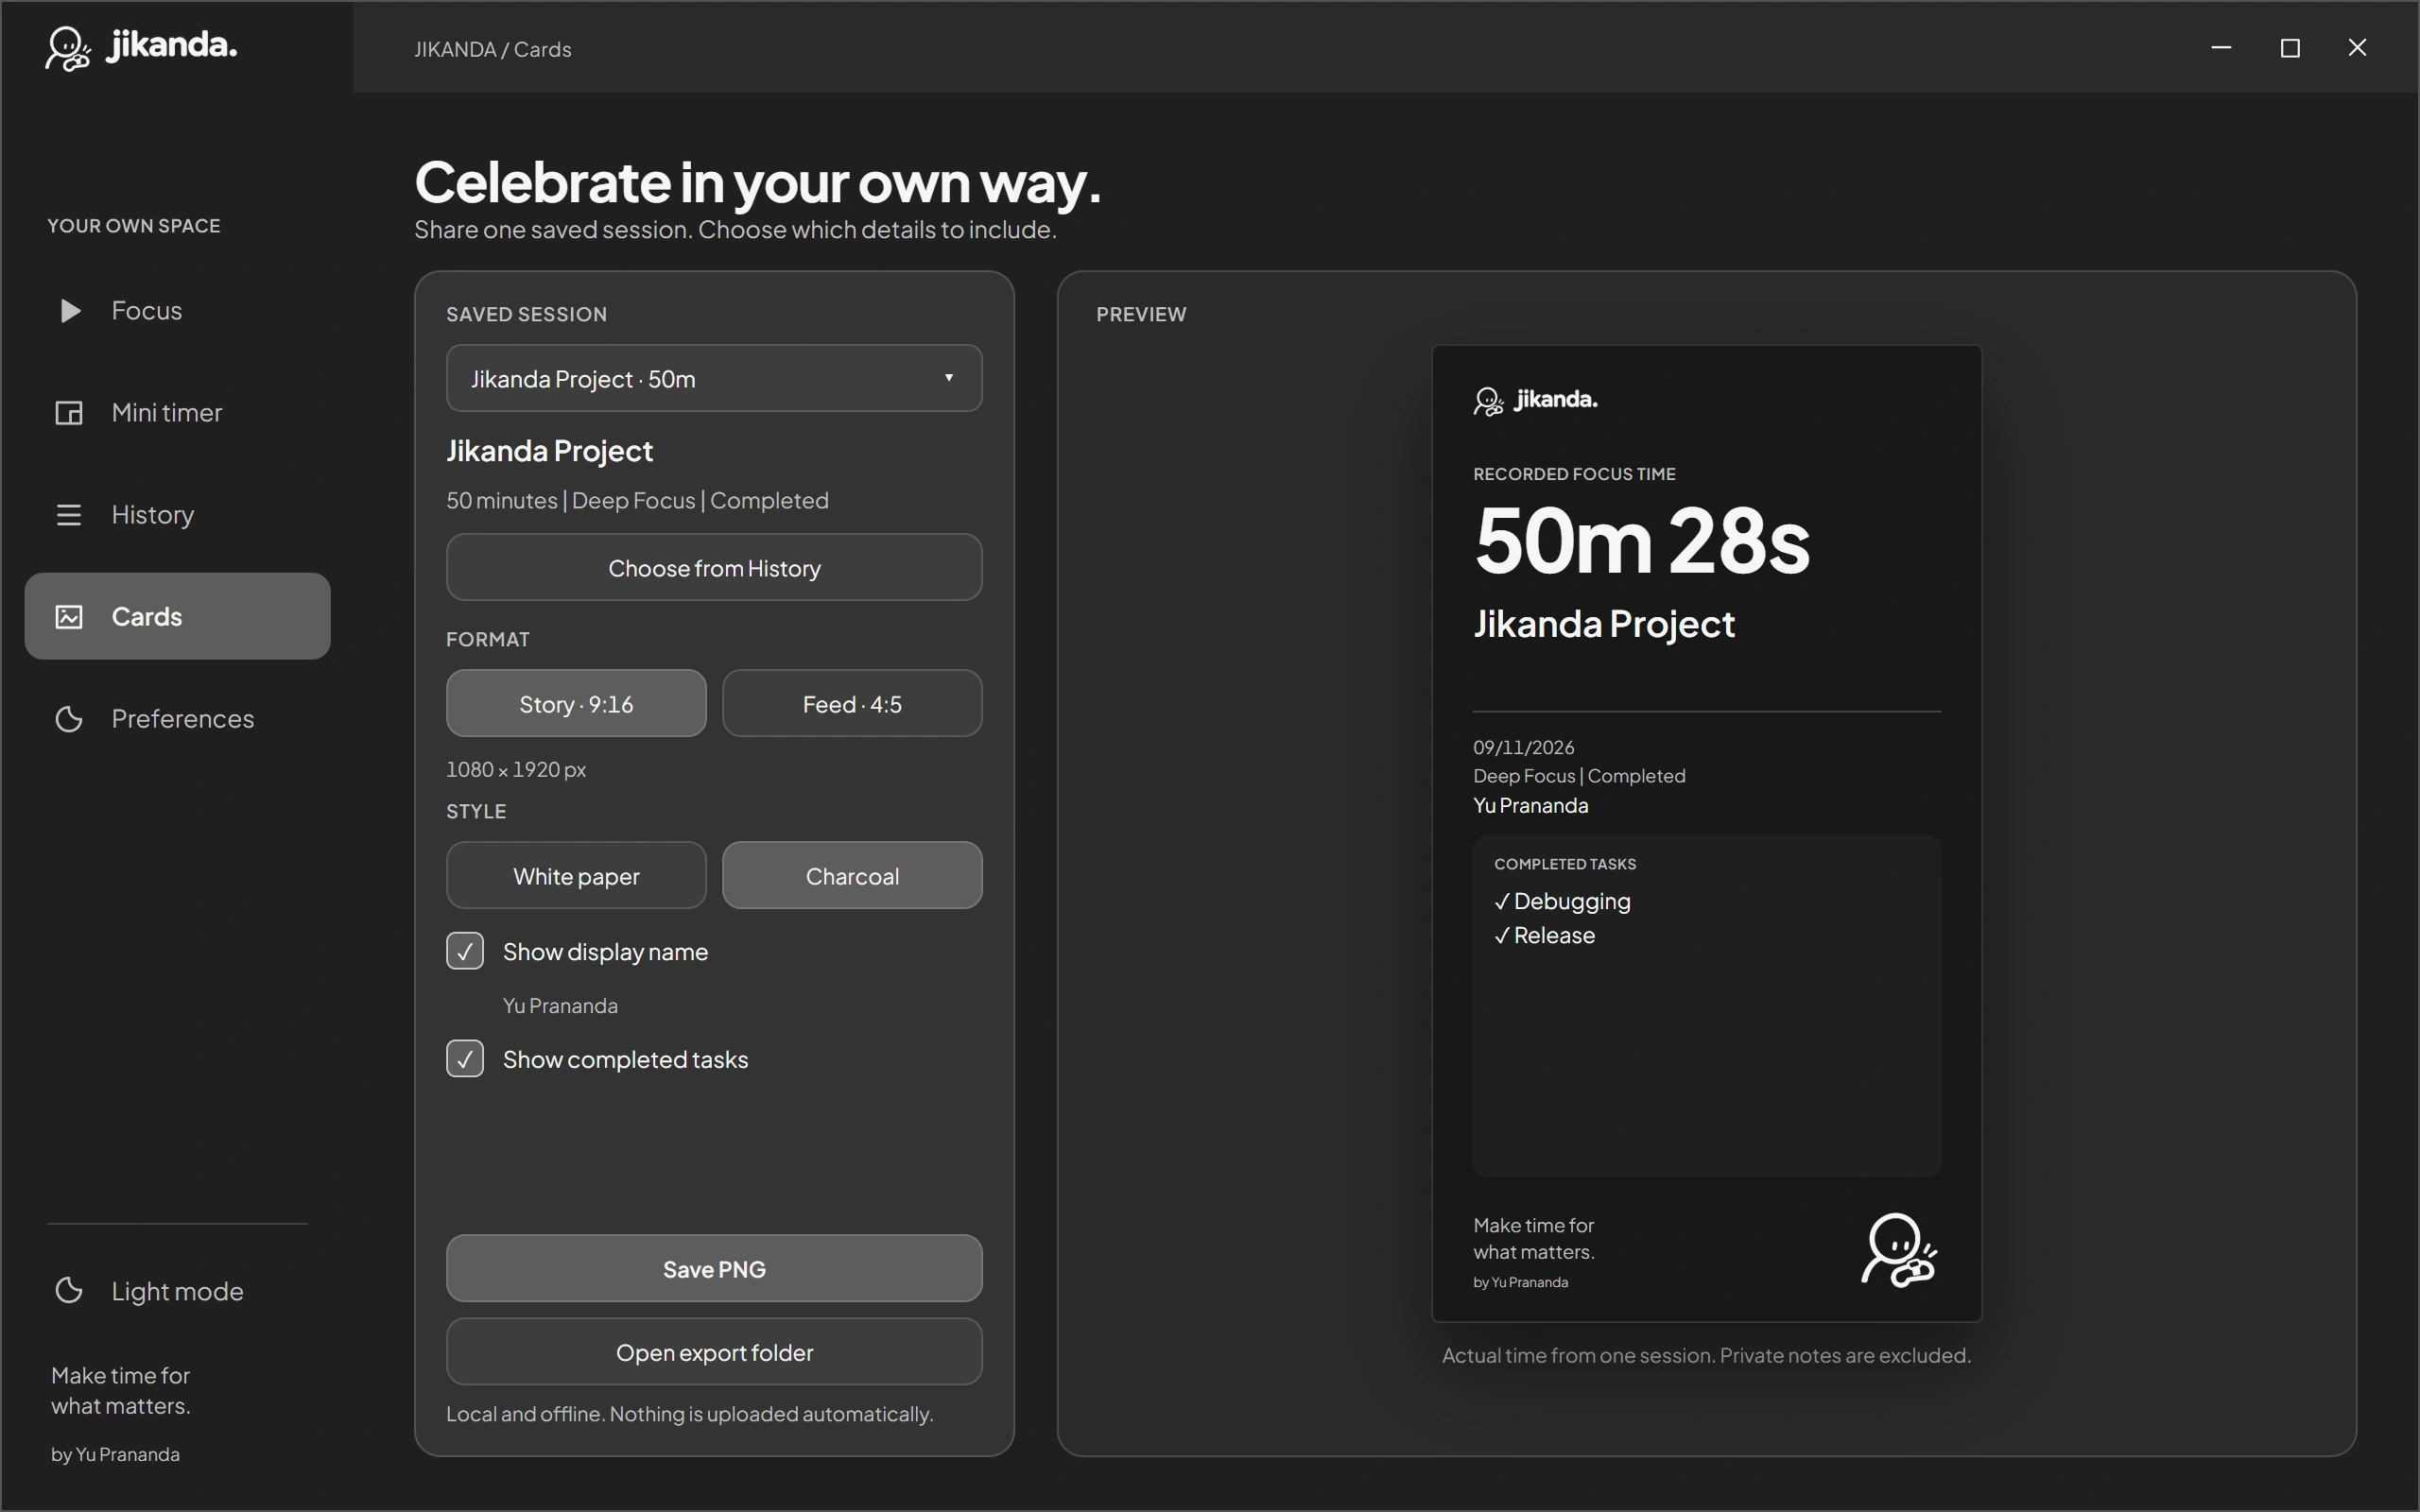 jikanda.
JIKANDA / Cards
YOUR OWN SPACE
Focus
Mini timer
History
Cards
Preferences
Light mode
Make time for
what matters.
by Yu Prananda
Celebrate in your own way.
Share one saved session. Choose which details to include.
SAVED SESSION
Jikanda Project · 50m
Jikanda Project
50 minutes | Deep Focus | Completed
Choose from History
FORMAT
Story · 9:16
Feed · 4:5
1080 × 1920 px
STYLE
White paper
Charcoal
✓ Show display name
Yu Prananda
✓ Show completed tasks
Save PNG
Open export folder
Local and offline. Nothing is uploaded automatically.
PREVIEW
jikanda.
RECORDED FOCUS TIME
50m 28s
Jikanda Project
09/11/2026
Deep Focus | Completed
Yu Prananda
COMPLETED TASKS
✓ Debugging
✓ Release
Make time for
what matters.
by Yu Prananda
Actual time from one session. Private notes are excluded.